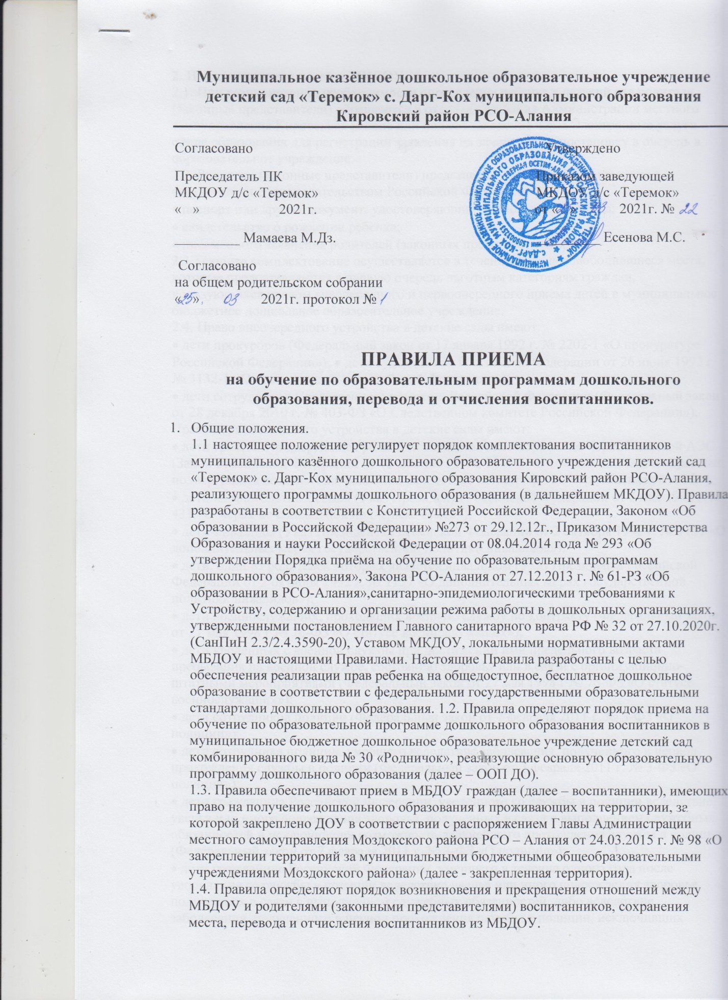 Муниципальное казённое дошкольное образовательное учреждение
детский сад «Теремок» с. Дарг-Кох муниципального образования
Кировский район РСО-Алания
Согласовано
Утверждено
Председатель ПК
Приказом заведующей
МКДОУ д/с «Теремок»
МКДОУ д/с «Теремок»
« » 2021г.
от « » 03 2021г. № 22
Мамаева М.Дз.
Есенова М.С.
Согласовано
на общем родительском собрании
«25» 03 2021г. протокол № 1
ПРАВИЛА ПРИЕМА
на обучение по образовательным программам дошкольного
образования, перевода и отчисления воспитанников.
1. Общие положения.
1.1 настоящее положение регулирует порядок комплектования воспитанников
муниципального казённого дошкольного образовательного учреждения детский сад
«Теремок» с. Дарг-Кох муниципального образования Кировский район РСО-Алания,
реализующего программы дошкольного образования (в дальнейшем МКДОУ). Правила
разработаны в соответствии с Конституцией Российской Федерации, Законом «Об
образовании в Российской Федерации» №273 от 29.12.12г., Приказом Министерства
Образования и науки Российской Федерации от 08.04.2014 года № 293 «Об
утверждении Порядка приёма на обучение по образовательным программам
дошкольного образования», Закона РСО-Алания от 27.12.2013 г. № 61-РЗ «Об
образовании в РСО-Алания»,санитарно-эпидемиологическими требованиями к
Устройству, содержанию и организации режима работы в дошкольных организациях,
утвержденными постановлением Главного санитарного врача РФ № 32 от 27.10.2020г.
(СанПиН 2.3/2.4.3590-20), Уставом МКДОУ, локальными нормативными актами
МБДОУ и настоящими Правилами. Настоящие Правила разработаны с целью
обеспечения реализации прав ребенка на общедоступное, бесплатное дошкольное
образование в соответствии с федеральными государственными образовательными
стандартами дошкольного образования. 1.2. Правила определяют порядок приема на
обучение по образовательной программе дошкольного образования воспитанников в
муниципальное бюджетное дошкольное образовательное учреждение детский сад
комбинированного вида № 30 «Родничок», реализующие основную образовательную
программу дошкольного образования (далее – ООП ДО).
1.3. Правила обеспечивают прием в МБДОУ граждан (далее – воспитанники), имеющих
право на получение дошкольного образования и проживающих на территории, за
которой закреплено ДОУ в соответствии с распоряжением Главы Администрации
местного самоуправления Моздокского района РСО – Алания от 24.03.2015 г. № 98 «О
закреплении территорий за муниципальными бюджетными общеобразовательными
учреждениями Моздокского района» (далее - закрепленная территория).
1.4. Правила определяют порядок возникновения и прекращения отношений между
МБДОУ и родителями (законными представителями) воспитанников, сохранения
места, перевода и отчисления воспитанников из МБДОУ.